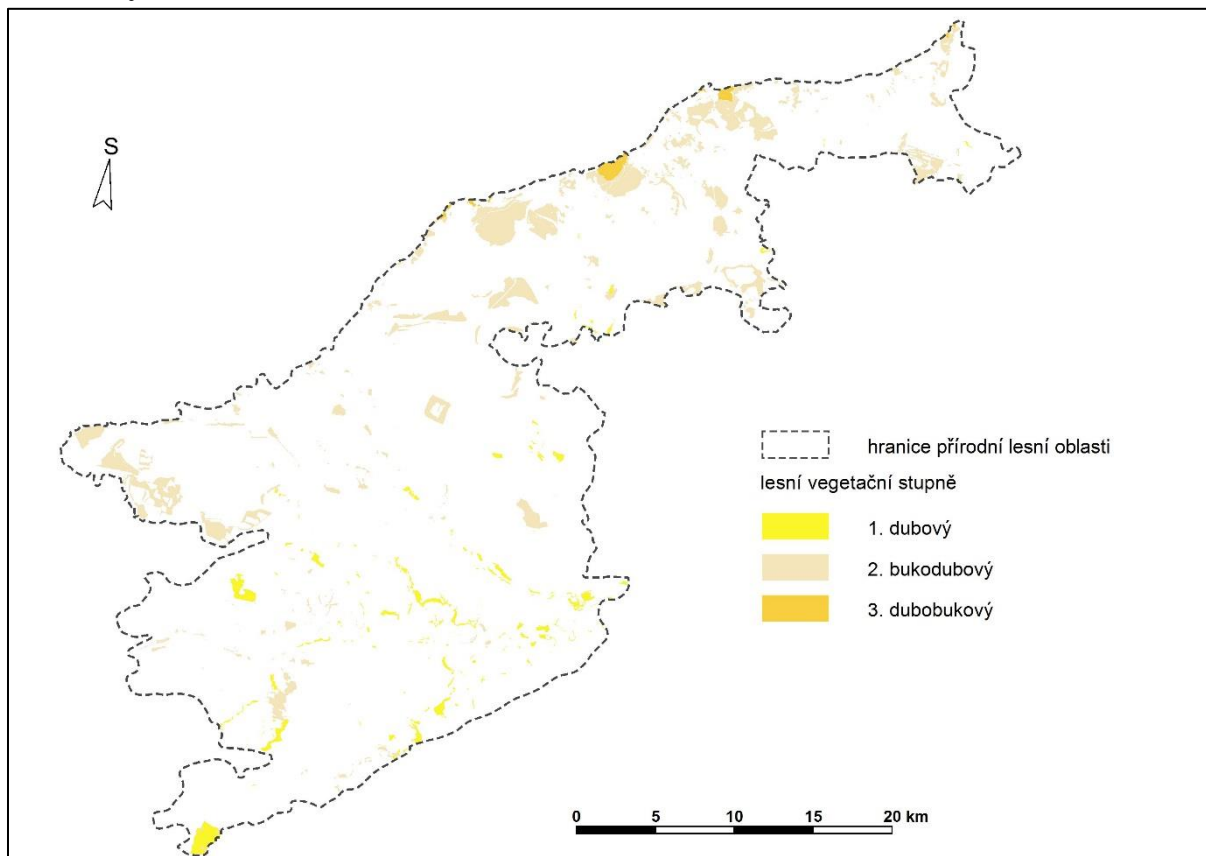 S
hranice přírodní lesní oblasti
lesní vegetační stupně
1. dubový
2. bukodubový
3. dubobukový
0 5 10 15 20 km